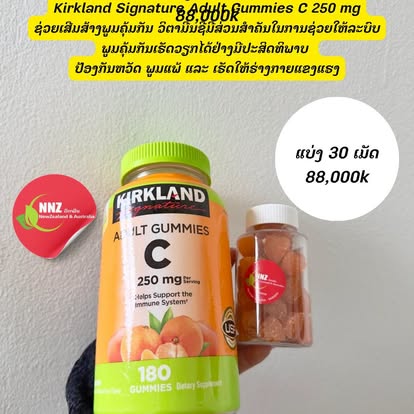 88,000k
Kirkland Signature Adult Gummies C 250 mg
ຊ່ວຍເສີມສ້າງພູມຄຸ້ມກັນ ວິຕາມິນຊີມີສ່ວນສຳຄັນໃນການຊ່ວຍໃຫ້ລະບົບ
ພູມຄຸ້ມກັນເຮັດວຽກໄດ້ຢ່າງມີປະສິດທິພາບ
ປ້ອງກັນຫວັດ ພູມແພ້ ແລະ ເຮັດໃຫ້ຮ່າງກາຍແຂງແຮງ
ແບ່ງ 30 ເມັດ
88,000k
NNZ
NewZealand & Australia
KIRKLAND
Signature
ADULT GUMMIES
C
250 mg Per Serving
Helps Support the
Immune System
USP
180
GUMMIES
Dietary Supplement
NNZ